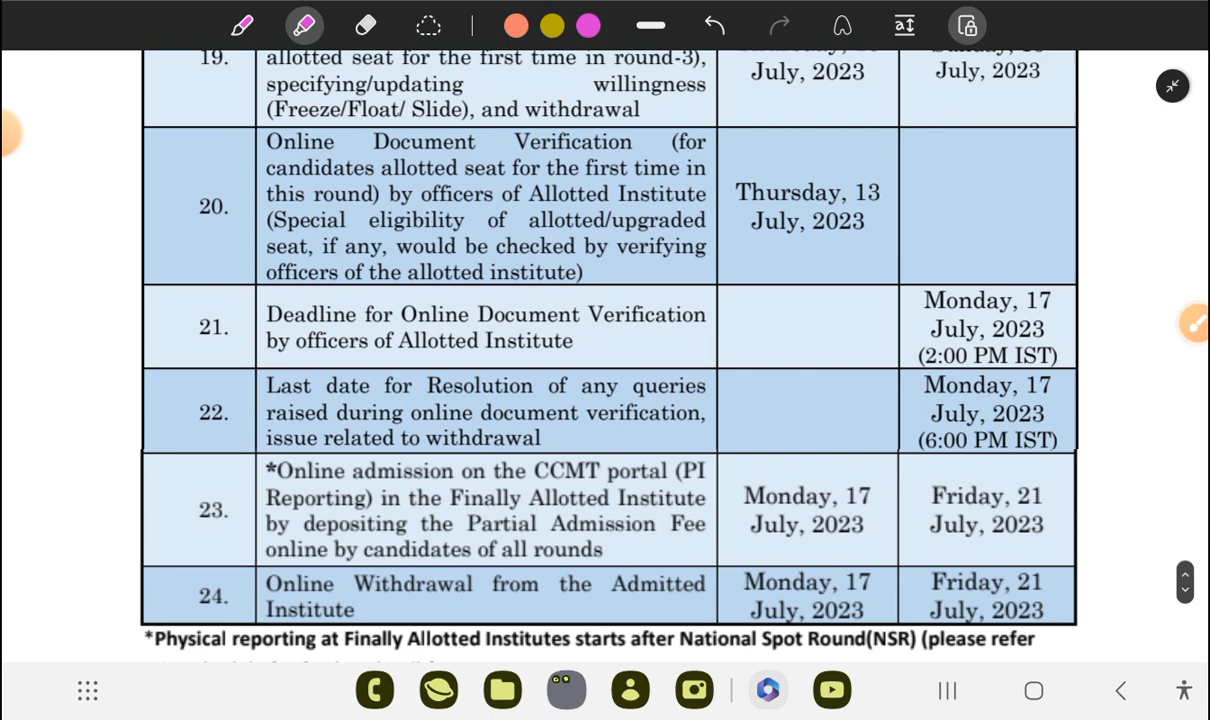 19.
allotted seat for the first time in round-3),
specifying/updating willingness
(Freeze/Float/ Slide), and withdrawal
July, 2023
July, 2023
20.
Online Document Verification (for
candidates allotted seat for the first time in
this round) by officers of Allotted Institute
(Special eligibility of allotted/upgraded
seat, if any, would be checked by verifying
officers of the allotted institute)
Thursday, 13
July, 2023
21.
Deadline for Online Document Verification
by officers of Allotted Institute
Monday, 17
July, 2023
(2:00 PM IST)
22.
Last date for Resolution of any queries
raised during online document verification,
issue related to withdrawal
Monday, 17
July, 2023
(6:00 PM IST)
23.
*Online admission on the CCMT portal (PI
Reporting) in the Finally Allotted Institute
by depositing the Partial Admission Fee
online by candidates of all rounds
Monday, 17
July, 2023
Friday, 21
July, 2023
24.
Online Withdrawal from the Admitted
Institute
Monday, 17
July, 2023
Friday, 21
July, 2023
*Physical reporting at Finally Allotted Institutes starts after National Spot Round(NSR) (please refer